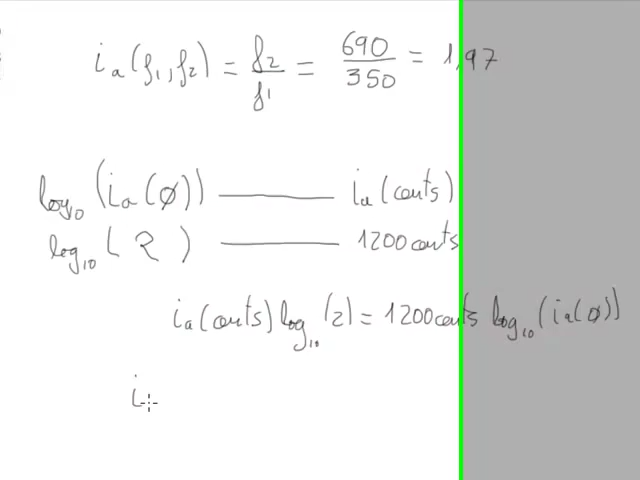 i_a(f1,f2) = f2/f1 = 690/350 = 1,97
log10 (ia(ø)) —— ia(cents)
log10 ( 2 ) —— 1200 cents
ia(cents) log10 (2) = 1200 cents log10 (ia(ø))
i